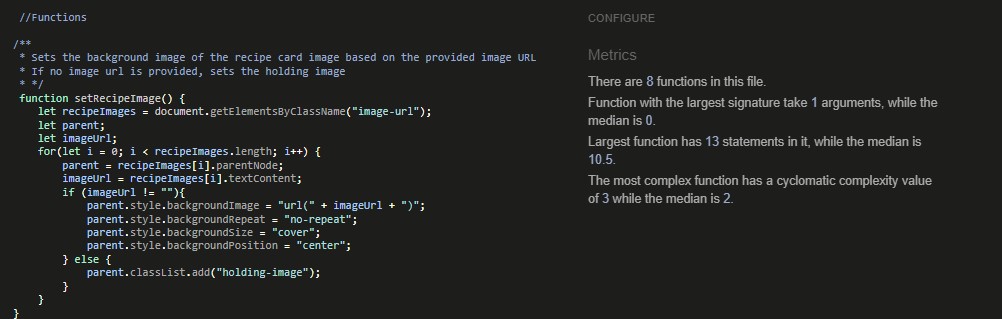 //Functions
/**
* Sets the background image of the recipe card image based on the provided image URL
* If no image url is provided, sets the holding image
* */
function setRecipeImage() {
let recipeImages = document.getElementsByClassName("image-url");
let parent;
let imageUrl;
for(let i = 0; i < recipeImages.length; i++) {
parent = recipeImages[i].parentNode;
imageUrl = recipeImages[i].textContent;
if (imageUrl != ""){
parent.style.backgroundImage = "url(" + imageUrl + ")";
parent.style.backgroundRepeat = "no-repeat";
parent.style.backgroundSize = "cover";
parent.style.backgroundPosition = "center";
} else {
parent.classList.add("holding-image");
}
}
}
CONFIGURE
Metrics
There are 8 functions in this file.
Function with the largest signature take 1 arguments, while the
median is 0.
Largest function has 13 statements in it, while the median is
10.5.
The most complex function has a cyclomatic complexity value
of 3 while the median is 2.